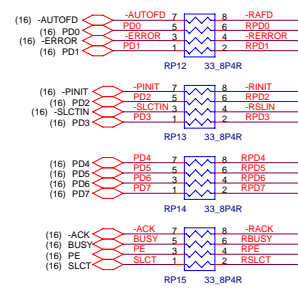 (16) -AUTOFD -AUTOFD 7 8 -RAFD
(16) PD0 PD0 5 6 RPD0
(16) -ERROR -ERROR 3 4 -RERROR
(16) PD1 PD1 1 2 RPD1
RP12 33_8P4R
(16) -PINIT -PINIT 7 8 -RINIT
(16) PD2 PD2 5 6 RPD2
(16) -SLCTIN -SLCTIN 3 4 -RSLIN
(16) PD3 PD3 1 2 RPD3
RP13 33_8P4R
(16) PD4 PD4 7 8 RPD4
(16) PD5 PD5 5 6 RPD5
(16) PD6 PD6 3 4 RPD6
(16) PD7 PD7 1 2 RPD7
RP14 33_8P4R
(16) -ACK -ACK 7 8 -RACK
(16) BUSY BUSY 5 6 RBUSY
(16) PE PE 3 4 RPE
(16) SLCT SLCT 1 2 RSLCT
RP15 33_8P4R